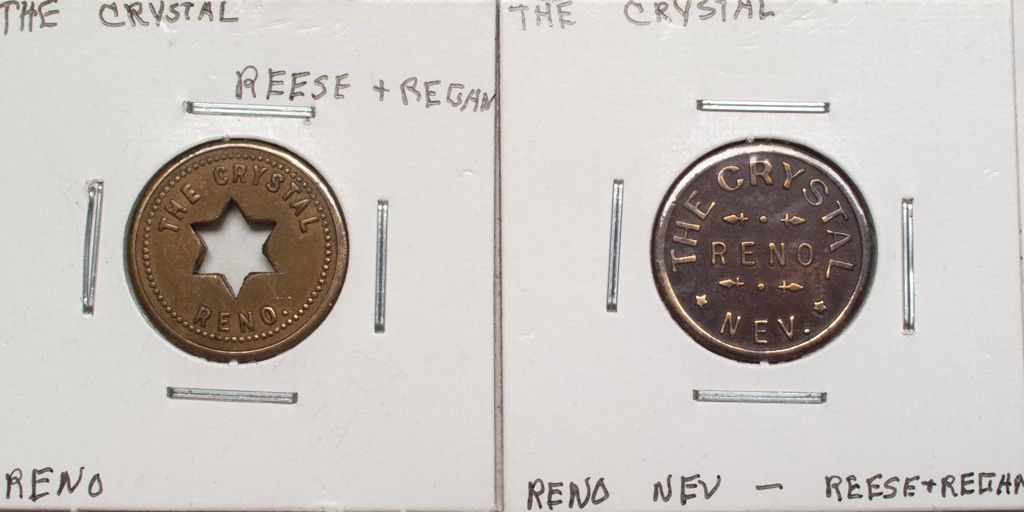 THE CRYSTAL
REESE + REGAN
THE CRYSTAL
RENO.
RENO
THE CRYSTAL
THE CRYSTAL
RENO
NEV.
RENO NEV — REESE + REGAN